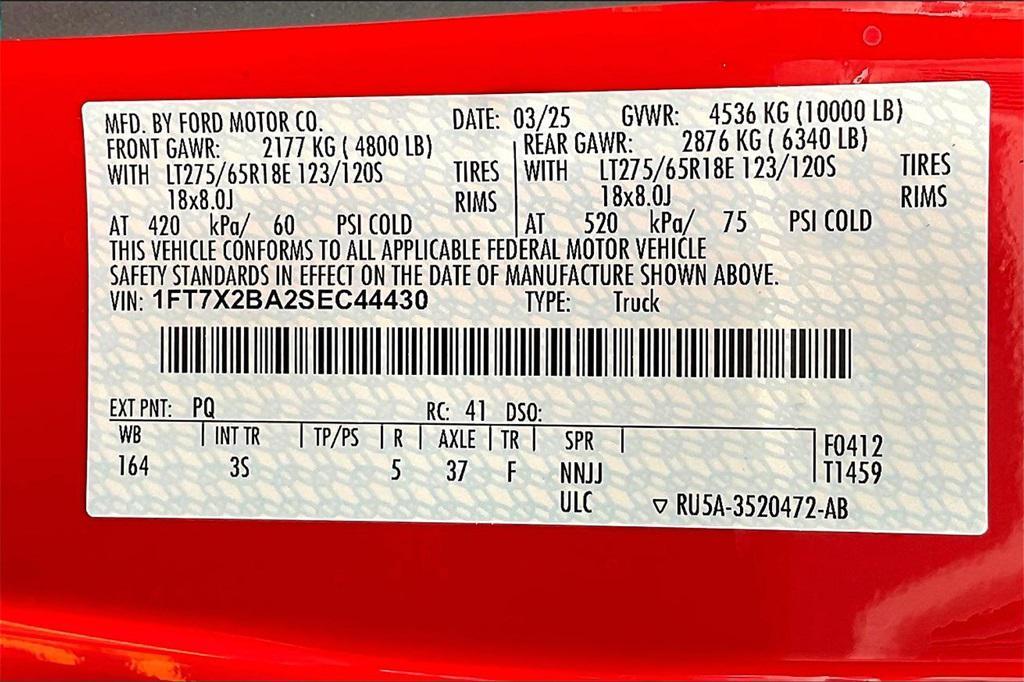 MFD. BY FORD MOTOR CO. DATE: 03/25 GVWR: 4536 KG (10000 LB)
FRONT GAWR: 2177 KG ( 4800 LB) REAR GAWR: 2876 KG ( 6340 LB)
WITH LT275/65R18E 123/120S TIRES WITH LT275/65R18E 123/120S TIRES
18x8.0J RIMS 18x8.0J RIMS
AT 420 kPa/ 60 PSI COLD AT 520 kPa/ 75 PSI COLD
THIS VEHICLE CONFORMS TO ALL APPLICABLE FEDERAL MOTOR VEHICLE
SAFETY STANDARDS IN EFFECT ON THE DATE OF MANUFACTURE SHOWN ABOVE.
VIN: 1FT7X2BA2SEC44430 TYPE: Truck
EXT PNT: PQ RC: 41 DSO:
WB INT TR TP/PS R AXLE TR SPR F0412
164 3S 5 37 F NNJJ T1459
ULC ▽ RU5A-3520472-AB